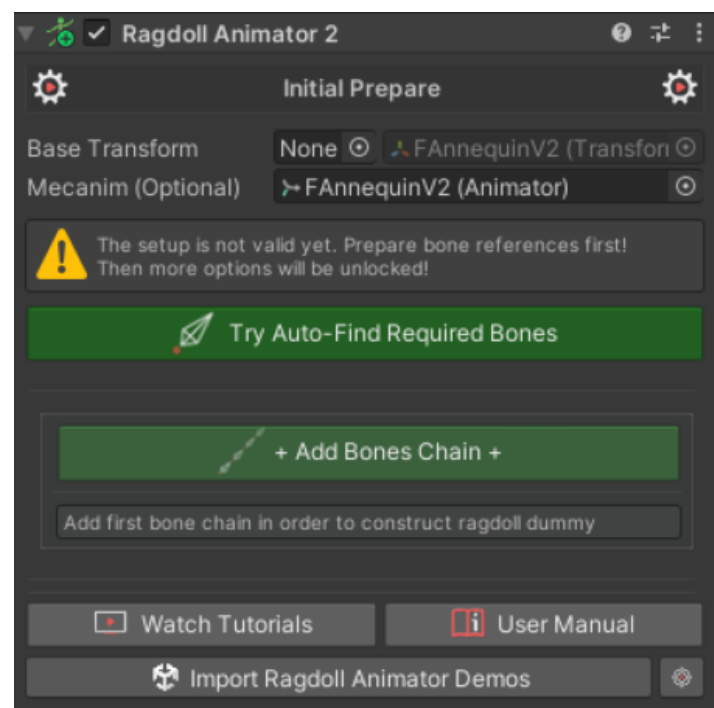 Ragdoll Animator 2
Initial Prepare
Base Transform None FAnnequinV2 (Transfor
Mecanim (Optional) FAnnequinV2 (Animator)
The setup is not valid yet. Prepare bone references first!
Then more options will be unlocked!
Try Auto-Find Required Bones
+ Add Bones Chain +
Add first bone chain in order to construct ragdoll dummy
Watch Tutorials User Manual
Import Ragdoll Animator Demos